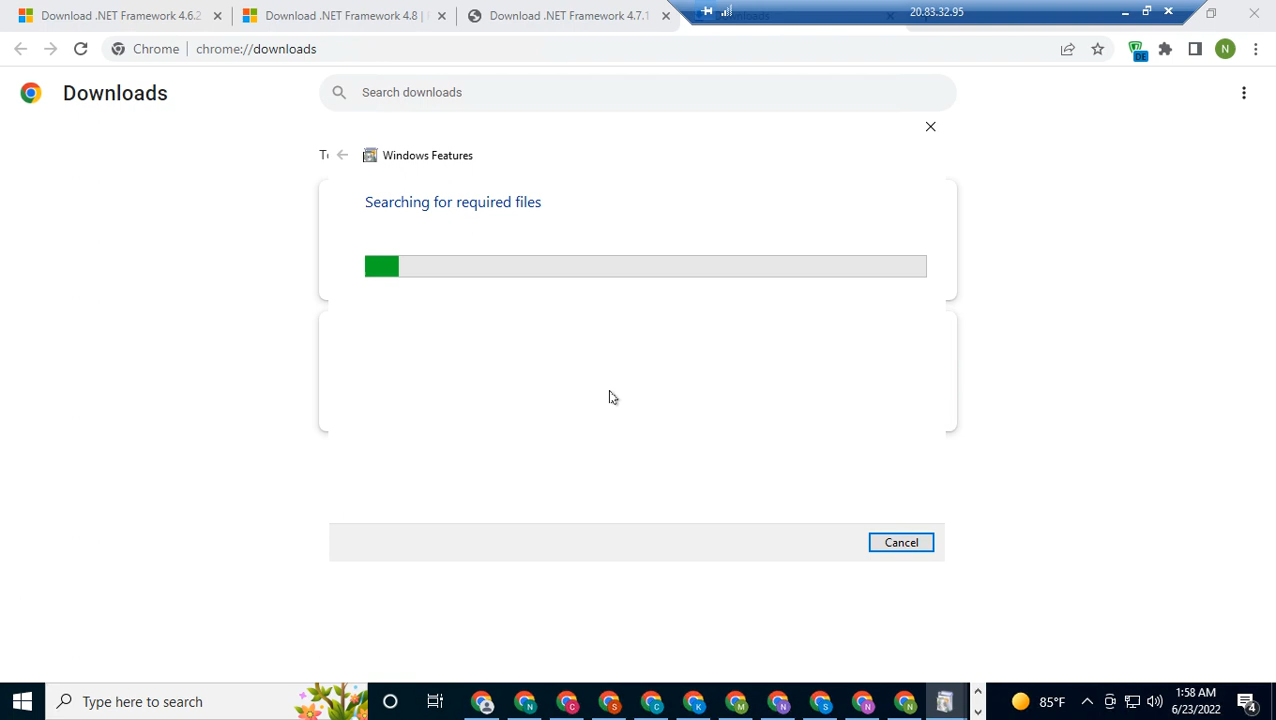 Download .NET Framework 4.6.2
Download .NET Framework 4.8 |
Download .NET Framework 4.7.1
20.83.32.95
Chrome
chrome://downloads
DE
N
Downloads
Search downloads
Windows Features
Searching for required files
Cancel
Type here to search
N
C
S
C
K
M
N
S
N
N
85°F
1:58 AM
6/23/2022
4